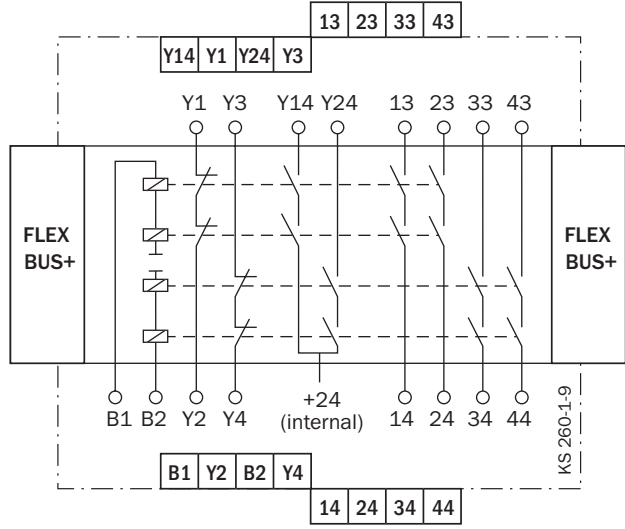 13 23 33 43
Y14 Y1 Y24 Y3
Y1 Y3 Y14 Y24 13 23 33 43
FLEX
BUS+
FLEX
BUS+
B1 B2 Y2 Y4
+24
(internal)
14 24 34 44
KS 260-1-9
B1 Y2 B2 Y4
14 24 34 44